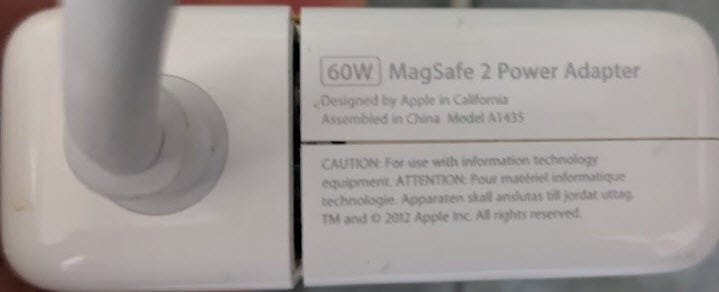 60W MagSafe 2 Power Adapter
Designed by Apple in California
Assembled in China Model A1435
CAUTION: For use with information technology
equipment. ATTENTION: Pour matériel informatique
technologie. Apparaten skall anslutas till jordat uttag.
TM and © 2012 Apple Inc. All rights reserved.